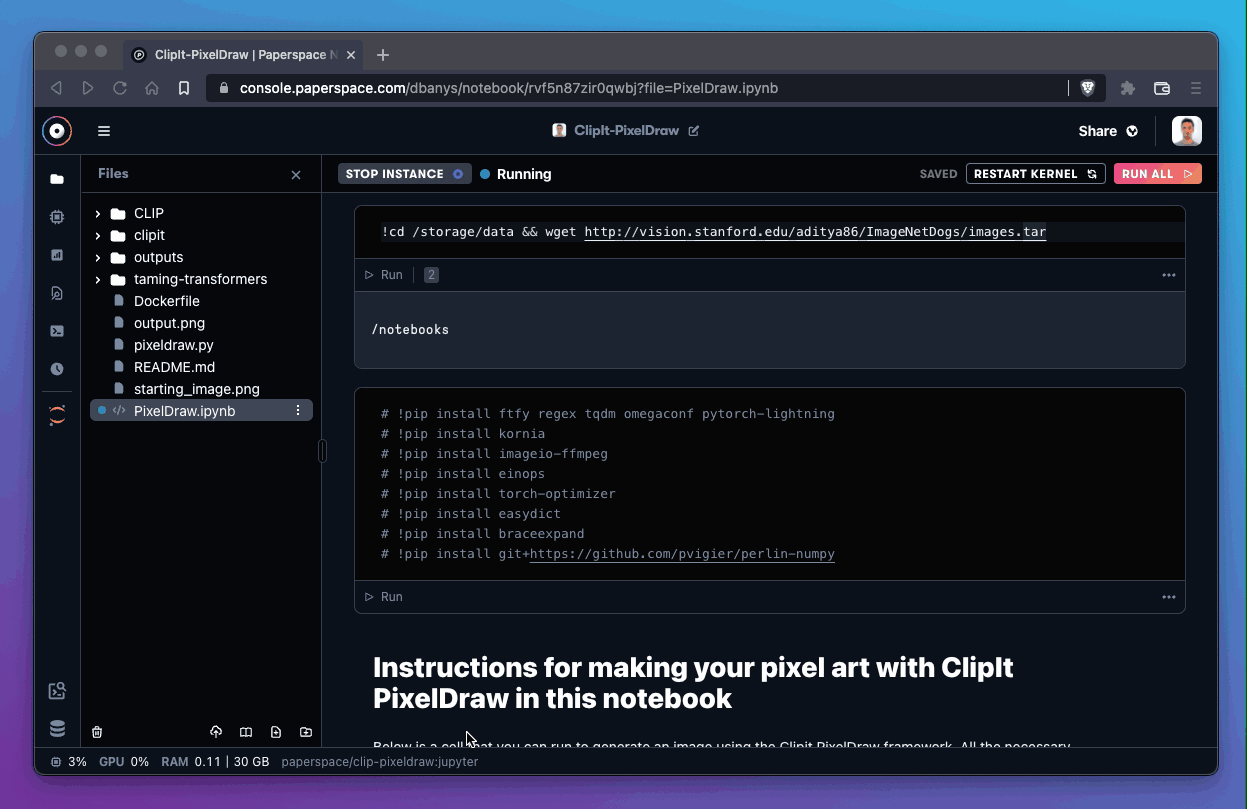 ClipIt-PixelDraw | Paperspace N
console.paperspace.com/dbanys/notebook/rvf5n87zir0qwbj?file=PixelDraw.ipynb
ClipIt-PixelDraw
Share
Files
STOP INSTANCE
Running
SAVED
RESTART KERNEL
RUN ALL
CLIP
clipit
outputs
taming-transformers
Dockerfile
output.png
pixeldraw.py
README.md
starting_image.png
PixelDraw.ipynb
!cd /storage/data && wget http://vision.stanford.edu/aditya86/ImageNetDogs/images.tar
Run
2
/notebooks
# !pip install ftfy regex tqdm omegaconf pytorch-lightning
# !pip install kornia
# !pip install imageio-ffmpeg
# !pip install einops
# !pip install torch-optimizer
# !pip install easydict
# !pip install braceexpand
# !pip install git+https://github.com/pvigier/perlin-numpy
Run
Instructions for making your pixel art with ClipIt
PixelDraw in this notebook
Below is a cell that you can run to generate an image using the Clipit PixelDraw framework. All the necessary
3% GPU 0% RAM 0.11 | 30 GB paperspace/clip-pixeldraw:jupyter